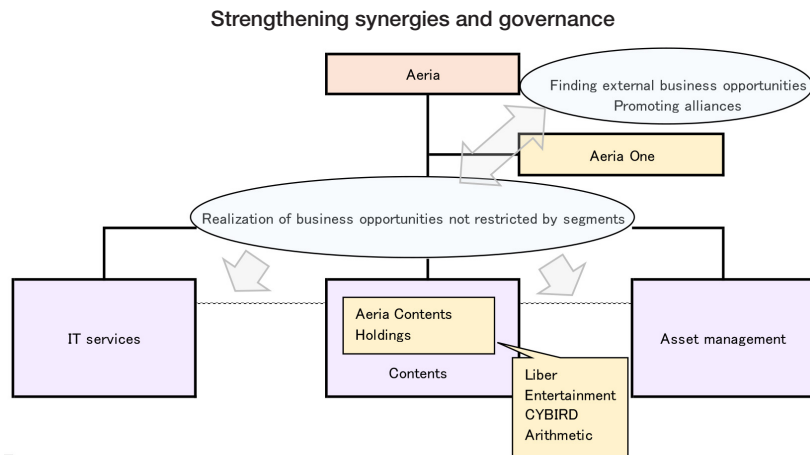 Strengthening synergies and governance
Aeria
Finding external business opportunities
Promoting alliances
Aeria One
Realization of business opportunities not restricted by segments
IT services
Aeria Contents
Holdings
Contents
Asset management
Liber
Entertainment
CYBIRD
Arithmetic